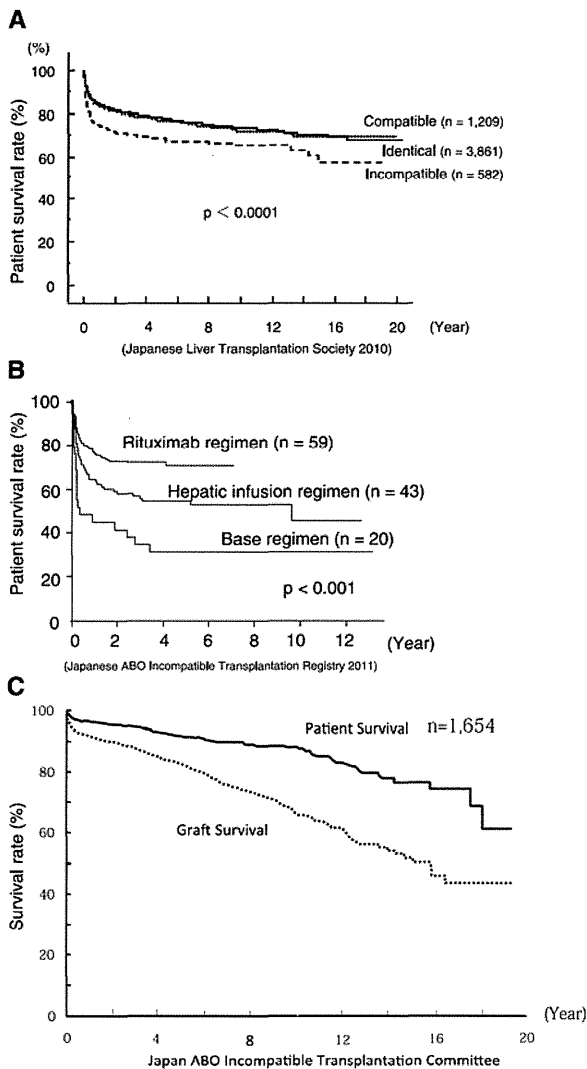 A
(%)
100
80
60
40
20
0
Patient survival rate (%)
Compatible (n = 1,209)
Identical (n = 3,861)
Incompatible (n = 582)
p < 0.0001
0 4 8 12 16 20 (Year)
(Japanese Liver Transplantation Society 2010)
B
100
80
60
40
20
0
Patient survival rate (%)
Rituximab regimen (n = 59)
Hepatic infusion regimen (n = 43)
Base regimen (n = 20)
p < 0.001
0 2 4 6 8 10 12 (Year)
(Japanese ABO Incompatible Transplantation Registry 2011)
C
100
80
60
40
20
0
Survival rate (%)
Patient Survival n=1,654
Graft Survival
(Year)
0 4 8 12 16 20
Japan ABO Incompatible Transplantation Committee